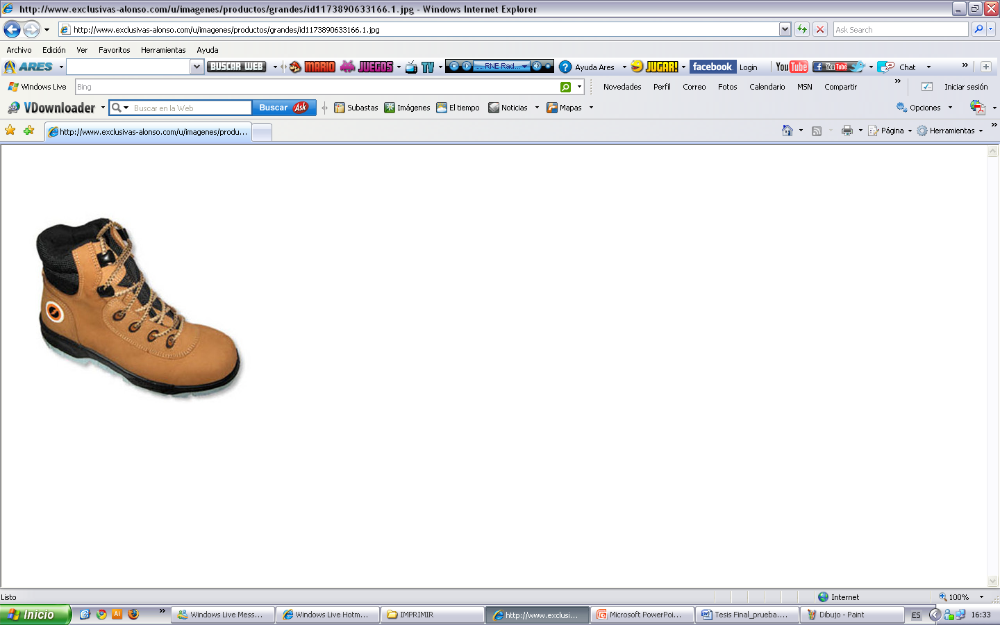 http://www.exclusivas-alonso.com/u/imagenes/productos/grandes/id1173890633166.1.jpg - Windows Internet Explorer
http://www.exclusivas-alonso.com/u/imagenes/productos/grandes/id1173890633166.1.jpg Ask Search
Archivo Edición Ver Favoritos Herramientas Ayuda
ARES BUSCAR WEB MARIO JUEGOS TV RNE Rad... Ayuda Ares JUGAR! facebook Login YouTube YouTube Chat »
Windows Live Bing Novedades Perfil Correo Fotos Calendario MSN Compartir » Iniciar sesión
VDownloader Buscar en la Web Buscar Ask Subastas Imágenes El tiempo Noticias Mapas Opciones
http://www.exclusivas-alonso.com/u/imagenes/produ... Página Herramientas »
Listo Internet 100%
Inicio » Windows Live Mess... Windows Live Hotm... IMPRIMIR http://www.exclusi... Microsoft PowerPoi... Tesis Final_prueba.... Dibujo - Paint ES 16:33